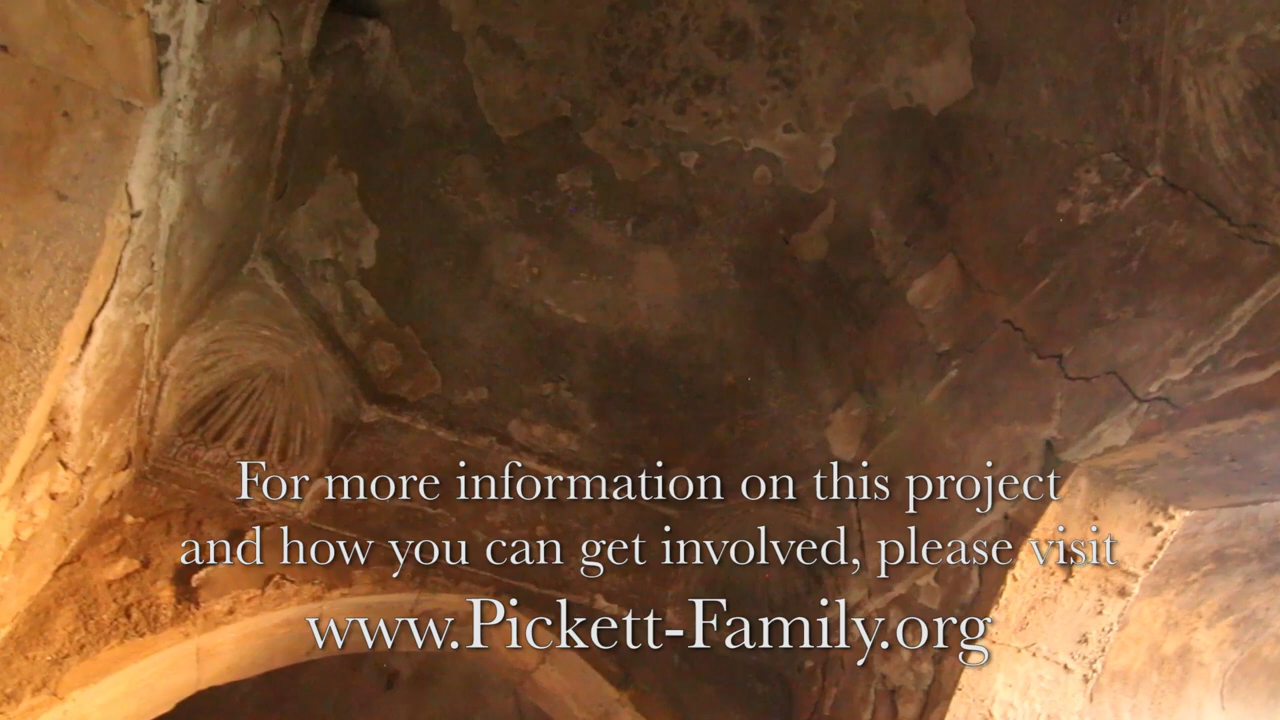 For more information on this project
and how you can get involved, please visit
www.Pickett-Family.org